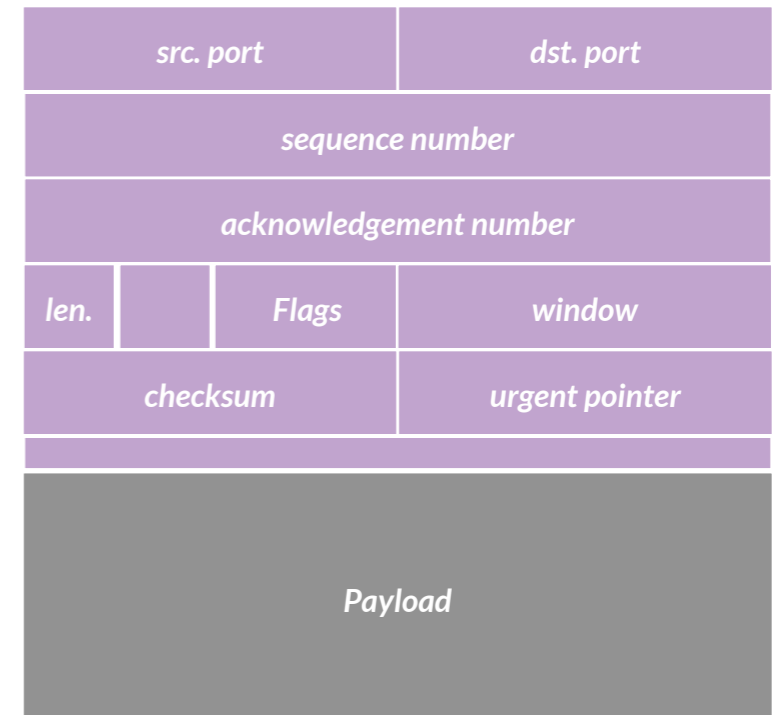 src. port dst. port
sequence number
acknowledgement number
len. Flags window
checksum urgent pointer
Payload